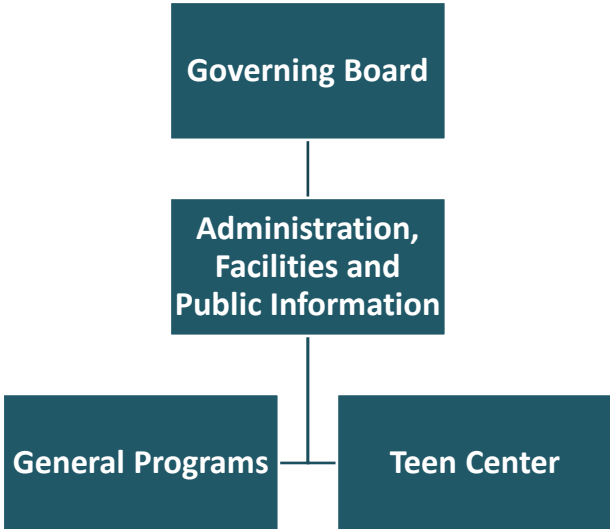 Governing Board
Administration,
Facilities and
Public Information
General Programs
Teen Center